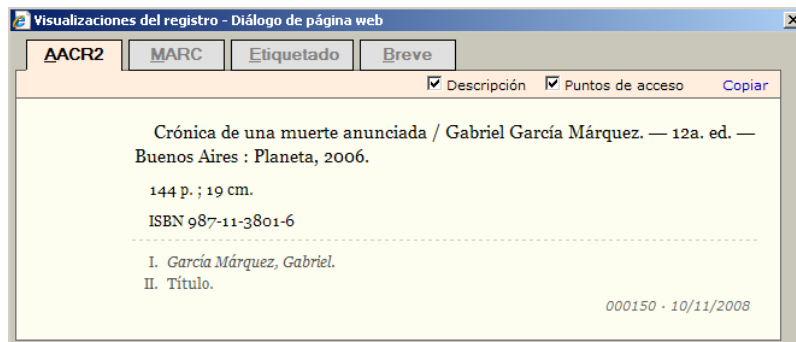 Visualizaciones del registro - Diálogo de página web
AACR2 MARC Etiquetado Breve
Descripción Puntos de acceso Copiar
Crónica de una muerte anunciada / Gabriel García Márquez. — 12a. ed. —
Buenos Aires : Planeta, 2006.
144 p. ; 19 cm.
ISBN 987-11-3801-6
I. García Márquez, Gabriel.
II. Título.
000150 · 10/11/2008